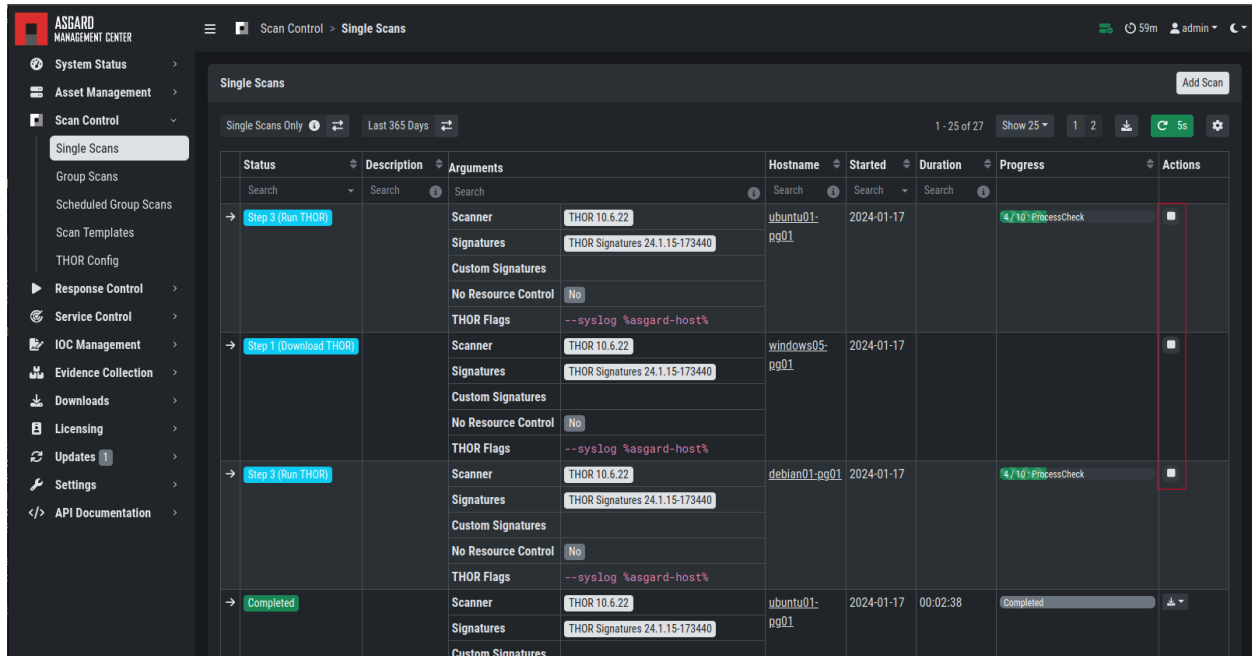 ASGARD
MANAGEMENT CENTER
Scan Control > Single Scans
59m admin
System Status
Asset Management
Scan Control
Single Scans
Group Scans
Scheduled Group Scans
Scan Templates
THOR Config
Response Control
Service Control
IOC Management
Evidence Collection
Downloads
Licensing
Updates 1
Settings
API Documentation
Single Scans
Add Scan
Single Scans Only Last 365 Days 1 - 25 of 27 Show 25 1 2 5s
Status Description Arguments Hostname Started Duration Progress Actions
Search Search Search Search Search Search
Step 3 (Run THOR) Scanner THOR 10.6.22 ubuntu01- 2024-01-17 4 / 10: ProcessCheck
pg01
Signatures THOR Signatures 24.1.15-173440
Custom Signatures
No Resource Control No
THOR Flags --syslog %asgard-host%
Step 1 (Download THOR) Scanner THOR 10.6.22 windows05- 2024-01-17
pg01
Signatures THOR Signatures 24.1.15-173440
Custom Signatures
No Resource Control No
THOR Flags --syslog %asgard-host%
Step 3 (Run THOR) Scanner THOR 10.6.22 debian01-pg01 2024-01-17 4 / 10: ProcessCheck
Signatures THOR Signatures 24.1.15-173440
Custom Signatures
No Resource Control No
THOR Flags --syslog %asgard-host%
Completed Scanner THOR 10.6.22 ubuntu01- 2024-01-17 00:02:38 Completed
pg01
Signatures THOR Signatures 24.1.15-173440
Custom Signatures